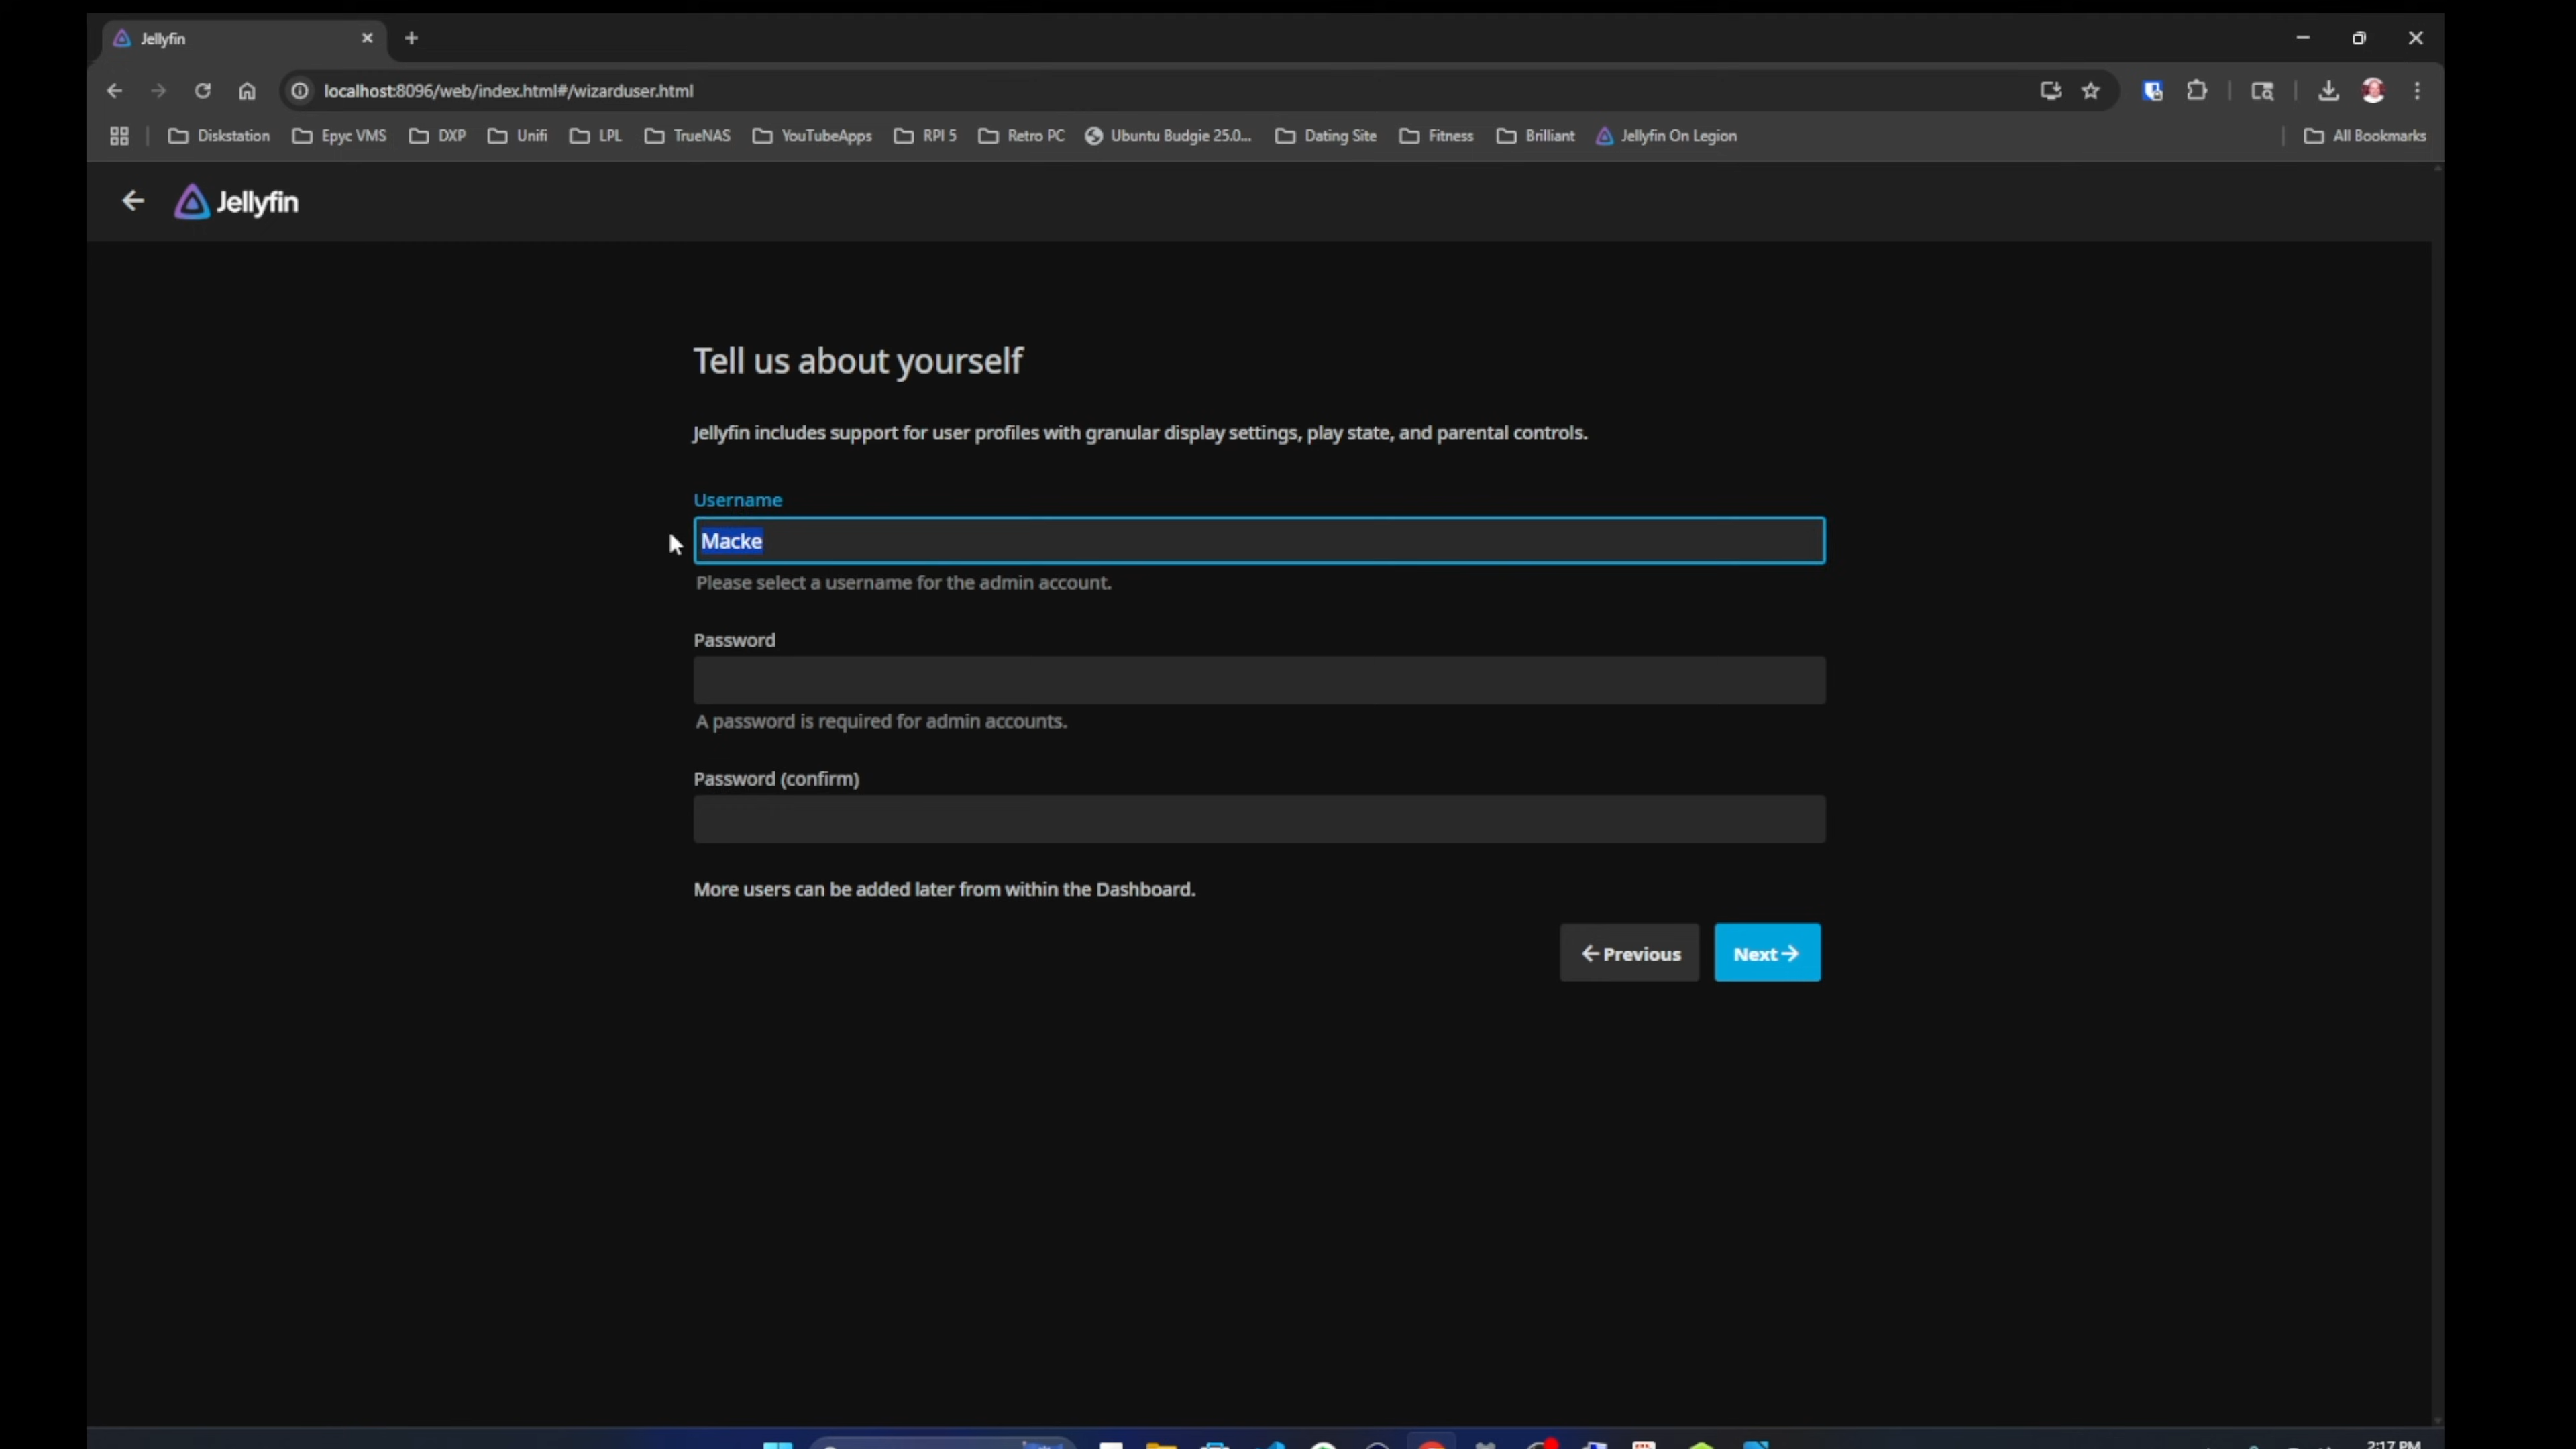 Jellyfin
localhost:8096/web/index.html#/wizarduser.html
Diskstation Epyc VMS DXP Unifi LPL TrueNAS YouTubeApps RPI 5 Retro PC Ubuntu Budgie 25.0... Dating Site Fitness Brilliant Jellyfin On Legion All Bookmarks
Jellyfin
Tell us about yourself
Jellyfin includes support for user profiles with granular display settings, play state, and parental controls.
Username
Macke
Please select a username for the admin account.
Password
A password is required for admin accounts.
Password (confirm)
More users can be added later from within the Dashboard.
Previous Next
2:17 PM